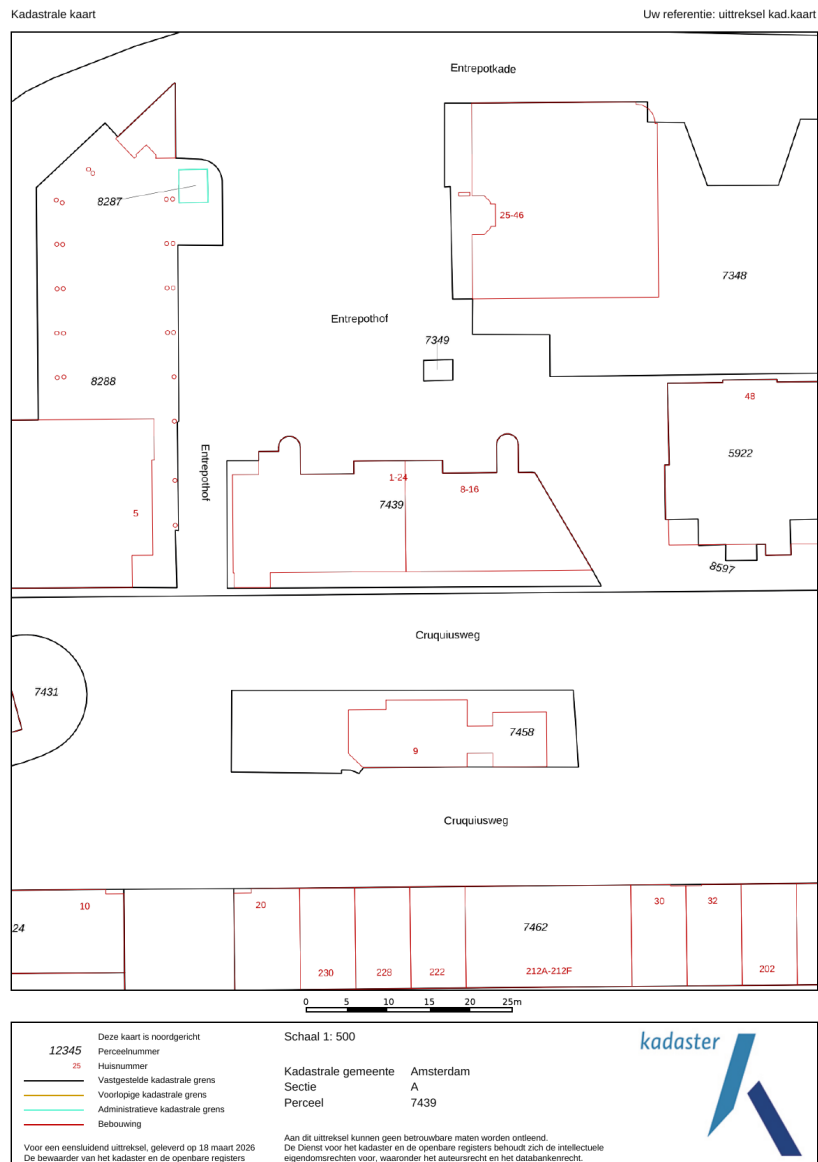 Kadastrale kaart
Uw referentie: uittreksel kad.kaart
Entrepotkade
8287
25-46
7348
Entrepothof
7349
8288
48
5922
Entrepothof
1-24
8-16
7439
5
8597
Cruquiusweg
7431
7458
9
Cruquiusweg
10
20
30
32
24
7462
230
228
222
212A-212F
202
0 5 10 15 20 25m
Deze kaart is noordgericht
12345 Perceelnummer
25 Huisnummer
Vastgestelde kadastrale grens
Voorlopige kadastrale grens
Administratieve kadastrale grens
Bebouwing
Voor een eensluidend uittreksel, geleverd op 18 maart 2026
De bewaarder van het kadaster en de openbare registers
Schaal 1: 500
Kadastrale gemeente Amsterdam
Sectie A
Perceel 7439
Aan dit uittreksel kunnen geen betrouwbare maten worden ontleend.
De Dienst voor het kadaster en de openbare registers behoudt zich de intellectuele
eigendomsrechten voor, waaronder het auteursrecht en het databankenrecht.
kadaster